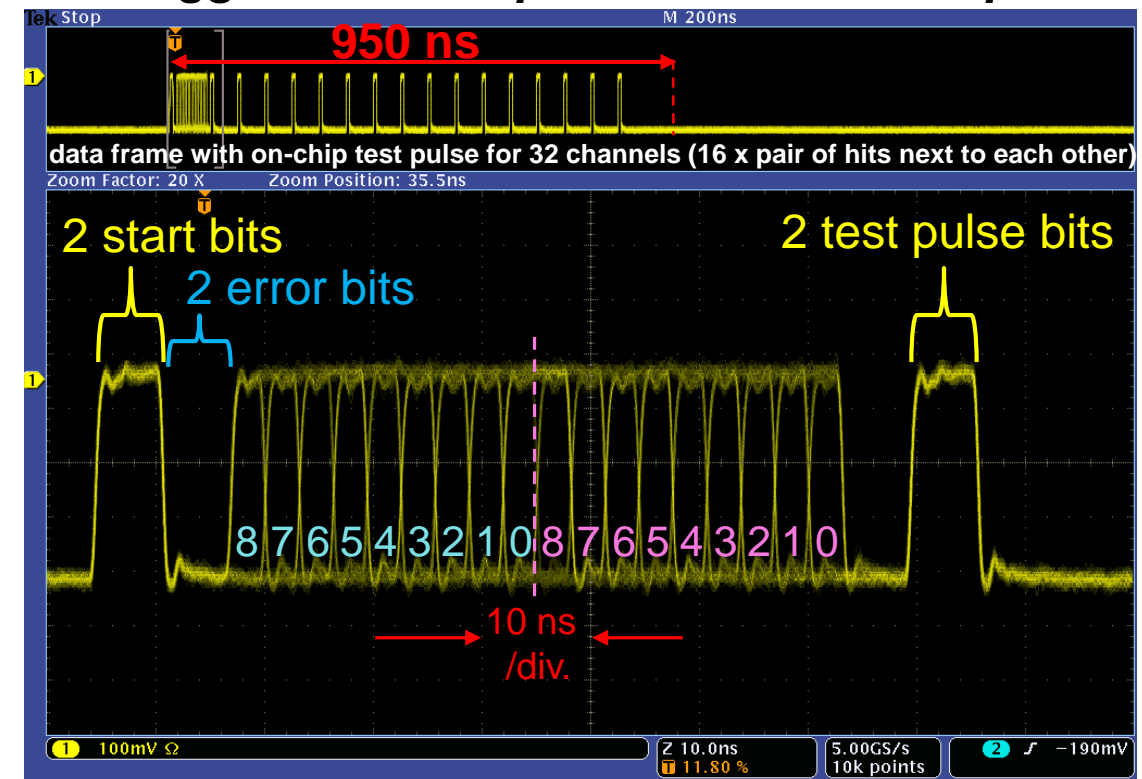 Tek Stop M 200ns
950 ns
1
data frame with on-chip test pulse for 32 channels (16 x pair of hits next to each other)
Zoom Factor: 20 X Zoom Position: 35.5ns
2 start bits 2 test pulse bits
2 error bits
1
8 7 6 5 4 3 2 1 0 8 7 6 5 4 3 2 1 0
10 ns
/div.
1 100mV Ω Z 10.0ns 5.00GS/s 2 -190mV
T 11.80 % 10k points